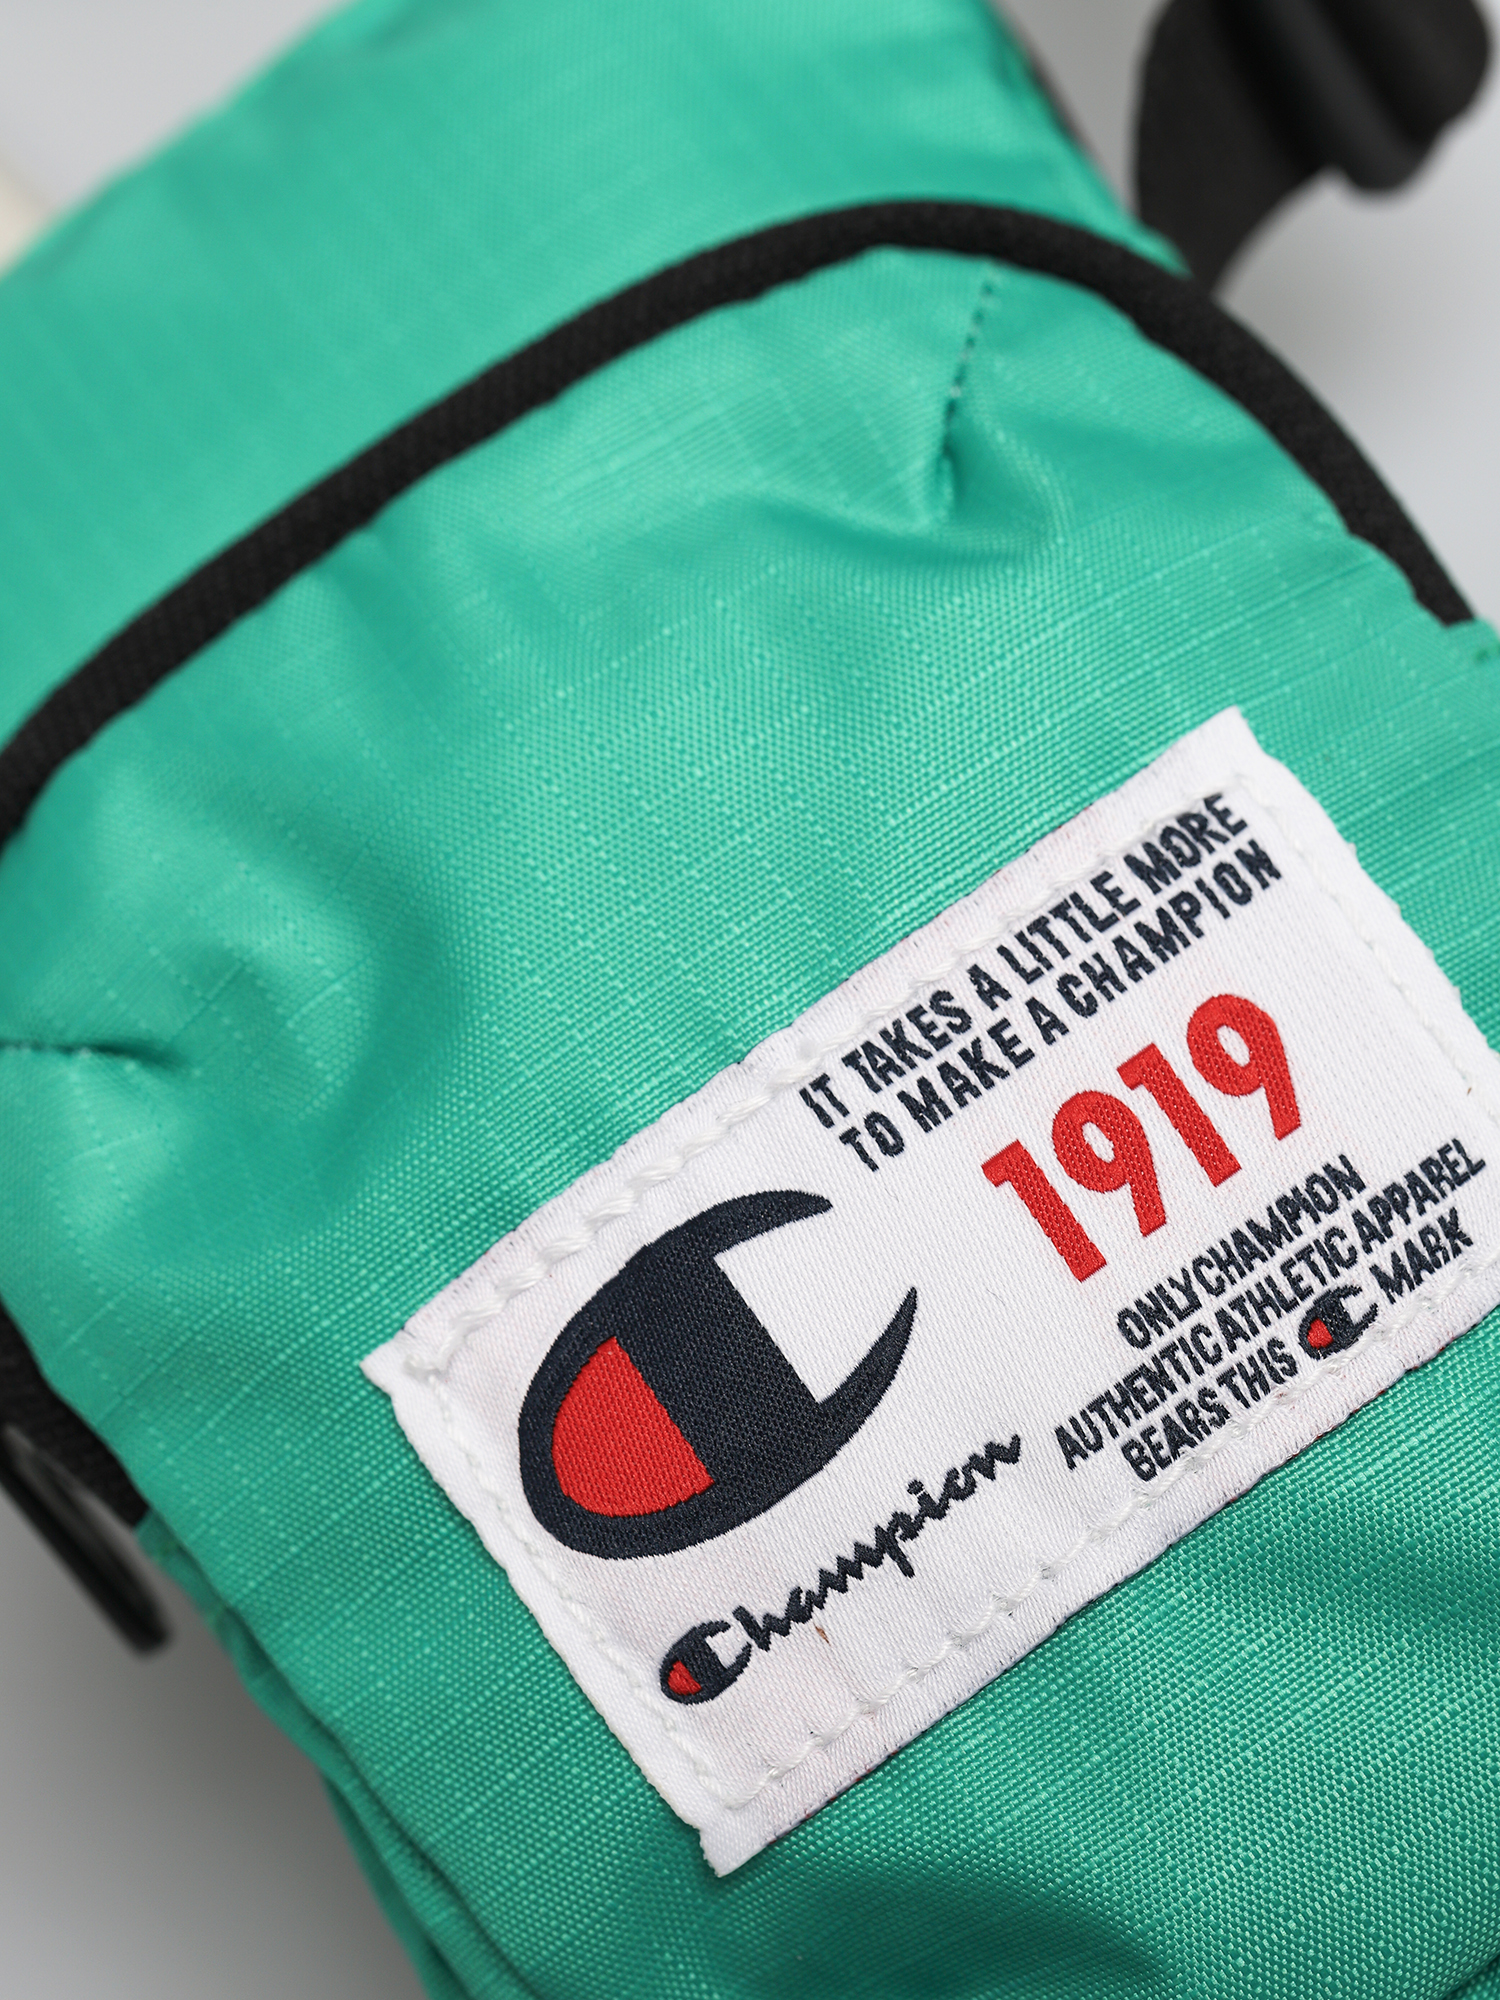 IT TAKES A LITTLE MORE
TO MAKE A CHAMPION
1919
ONLY CHAMPION
AUTHENTIC ATHLETIC APPAREL
BEARS THIS C MARK
Champion